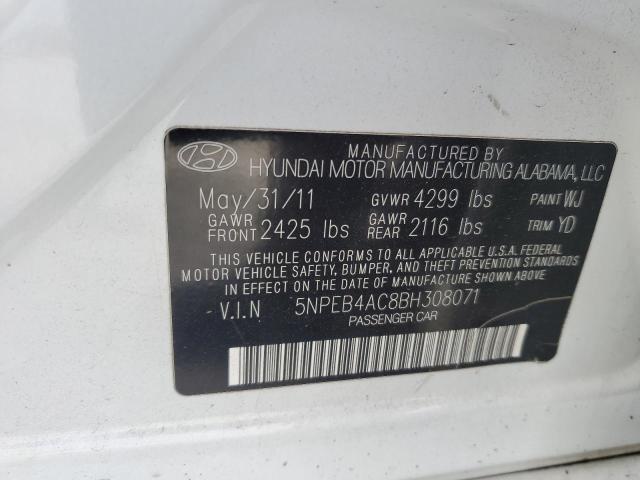 MANUFACTURED BY
HYUNDAI MOTOR MANUFACTURING ALABAMA, LLC
May/31/11 GVWR 4299 lbs PAINT WJ
GAWR FRONT 2425 lbs GAWR REAR 2116 lbs TRIM YD
THIS VEHICLE CONFORMS TO ALL APPLICABLE U.S.A. FEDERAL
MOTOR VEHICLE SAFETY, BUMPER, AND THEFT PREVENTION STANDARDS
IN EFFECT ON THE DATE OF MANUFACTURE SHOWN ABOVE.
V.I.N 5NPEB4AC8BH308071
PASSENGER CAR